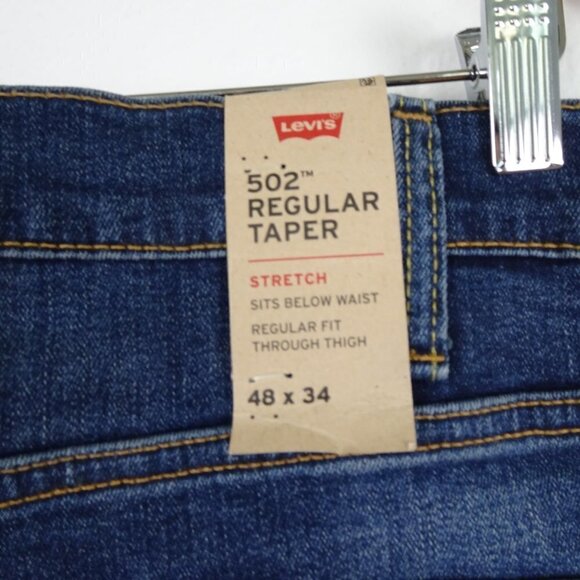 Levi's®
502™
REGULAR
TAPER
STRETCH
SITS BELOW WAIST
REGULAR FIT
THROUGH THIGH
48 x 34